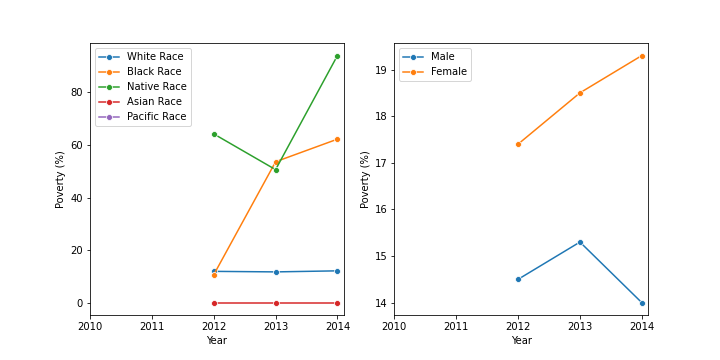 White Race
Black Race
Native Race
Asian Race
Pacific Race
80
60
40
20
0
Poverty (%)
2010 2011 2012 2013 2014
Year
Male
Female
19
18
17
16
15
14
Poverty (%)
2010 2011 2012 2013 2014
Year